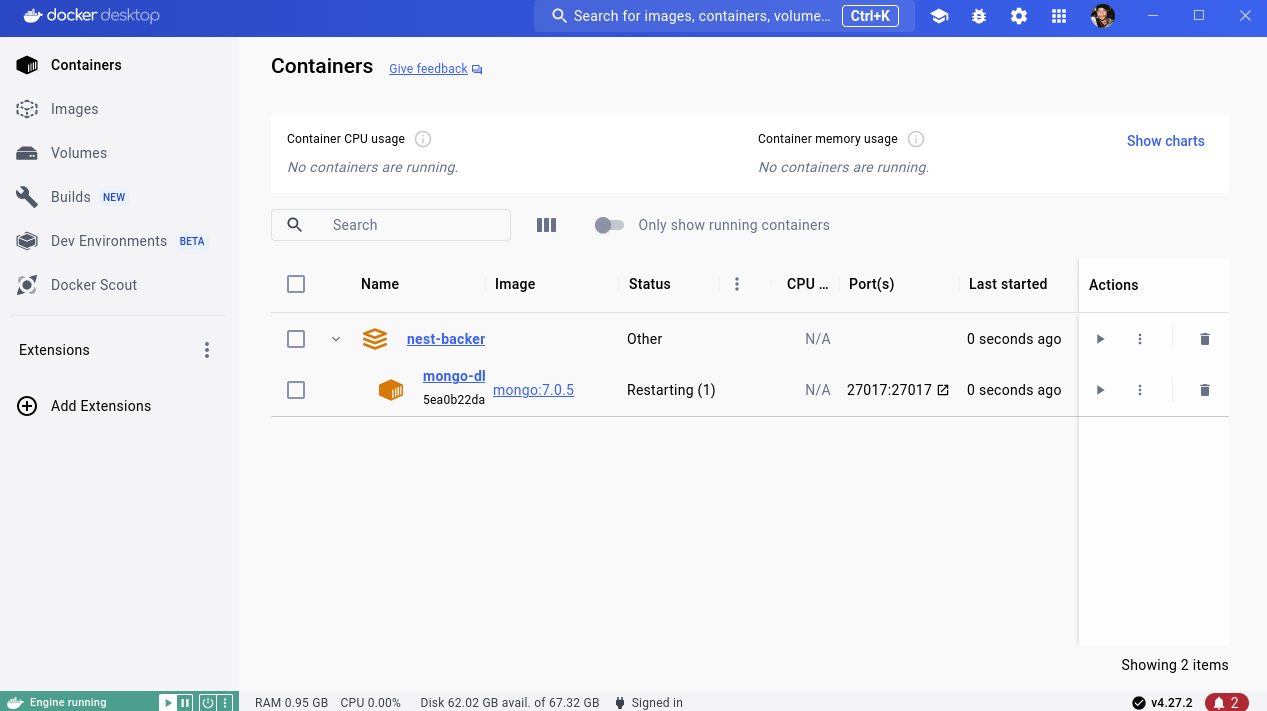 docker desktop
Search for images, containers, volume... Ctrl+K
Containers
Images
Volumes
Builds NEW
Dev Environments BETA
Docker Scout
Extensions
Add Extensions
Containers Give feedback
Container CPU usage
No containers are running.
Container memory usage
No containers are running.
Show charts
Search
Only show running containers
Name Image Status CPU ... Port(s) Last started Actions
nest-backer Other N/A 0 seconds ago
mongo-dl
5ea0b22da
mongo:7.0.5 Restarting (1) N/A 27017:27017 0 seconds ago
Showing 2 items
Engine running RAM 0.95 GB CPU 0.00% Disk 62.02 GB avail. of 67.32 GB Signed in v4.27.2 2